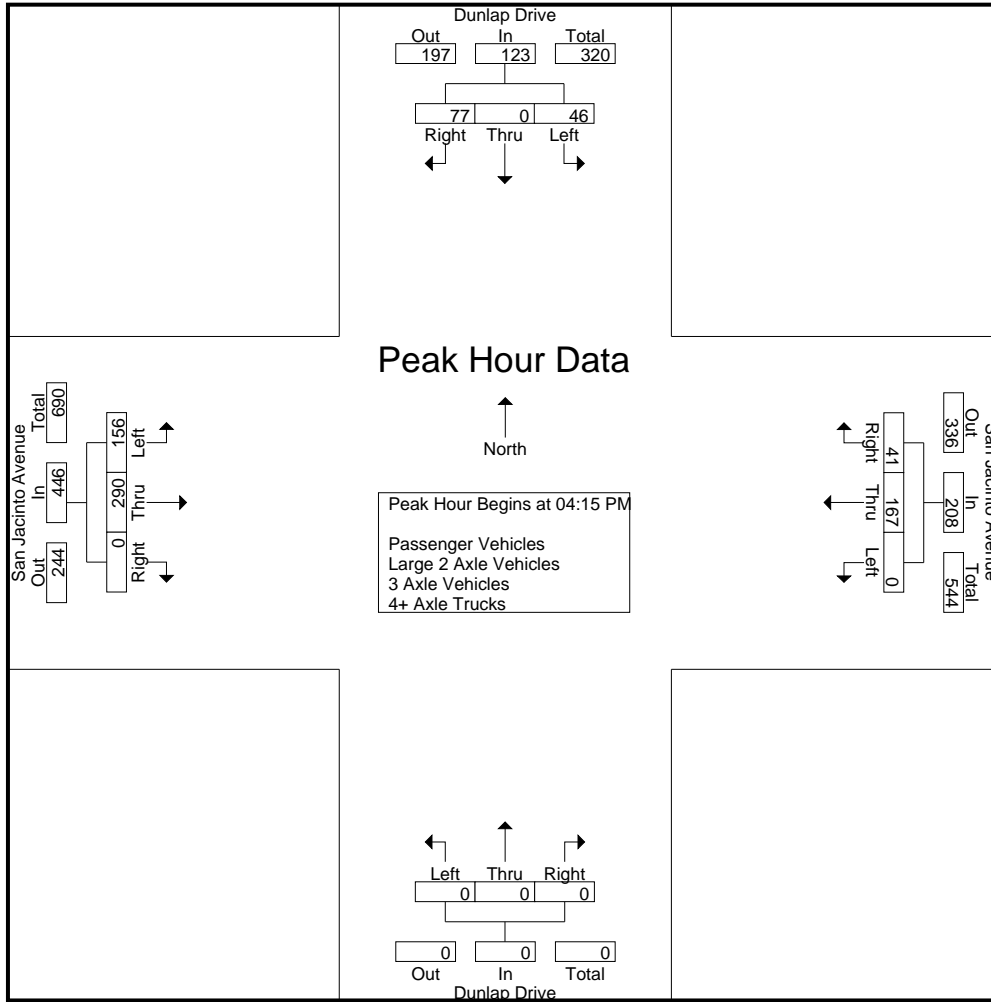 Dunlap Drive
Out In Total
197 123 320
77 0 46
Right Thru Left
Peak Hour Data
North
Peak Hour Begins at 04:15 PM
Passenger Vehicles
Large 2 Axle Vehicles
3 Axle Vehicles
4+ Axle Trucks
San Jacinto Avenue
Total In Out
690 446 244
156 290 0
Left Thru Right
San Jacinto Avenue
Out In Total
336 208 544
41 167 0
Right Thru Left
Left Thru Right
0 0 0
0 0 0
Out In Total
Dunlap Drive